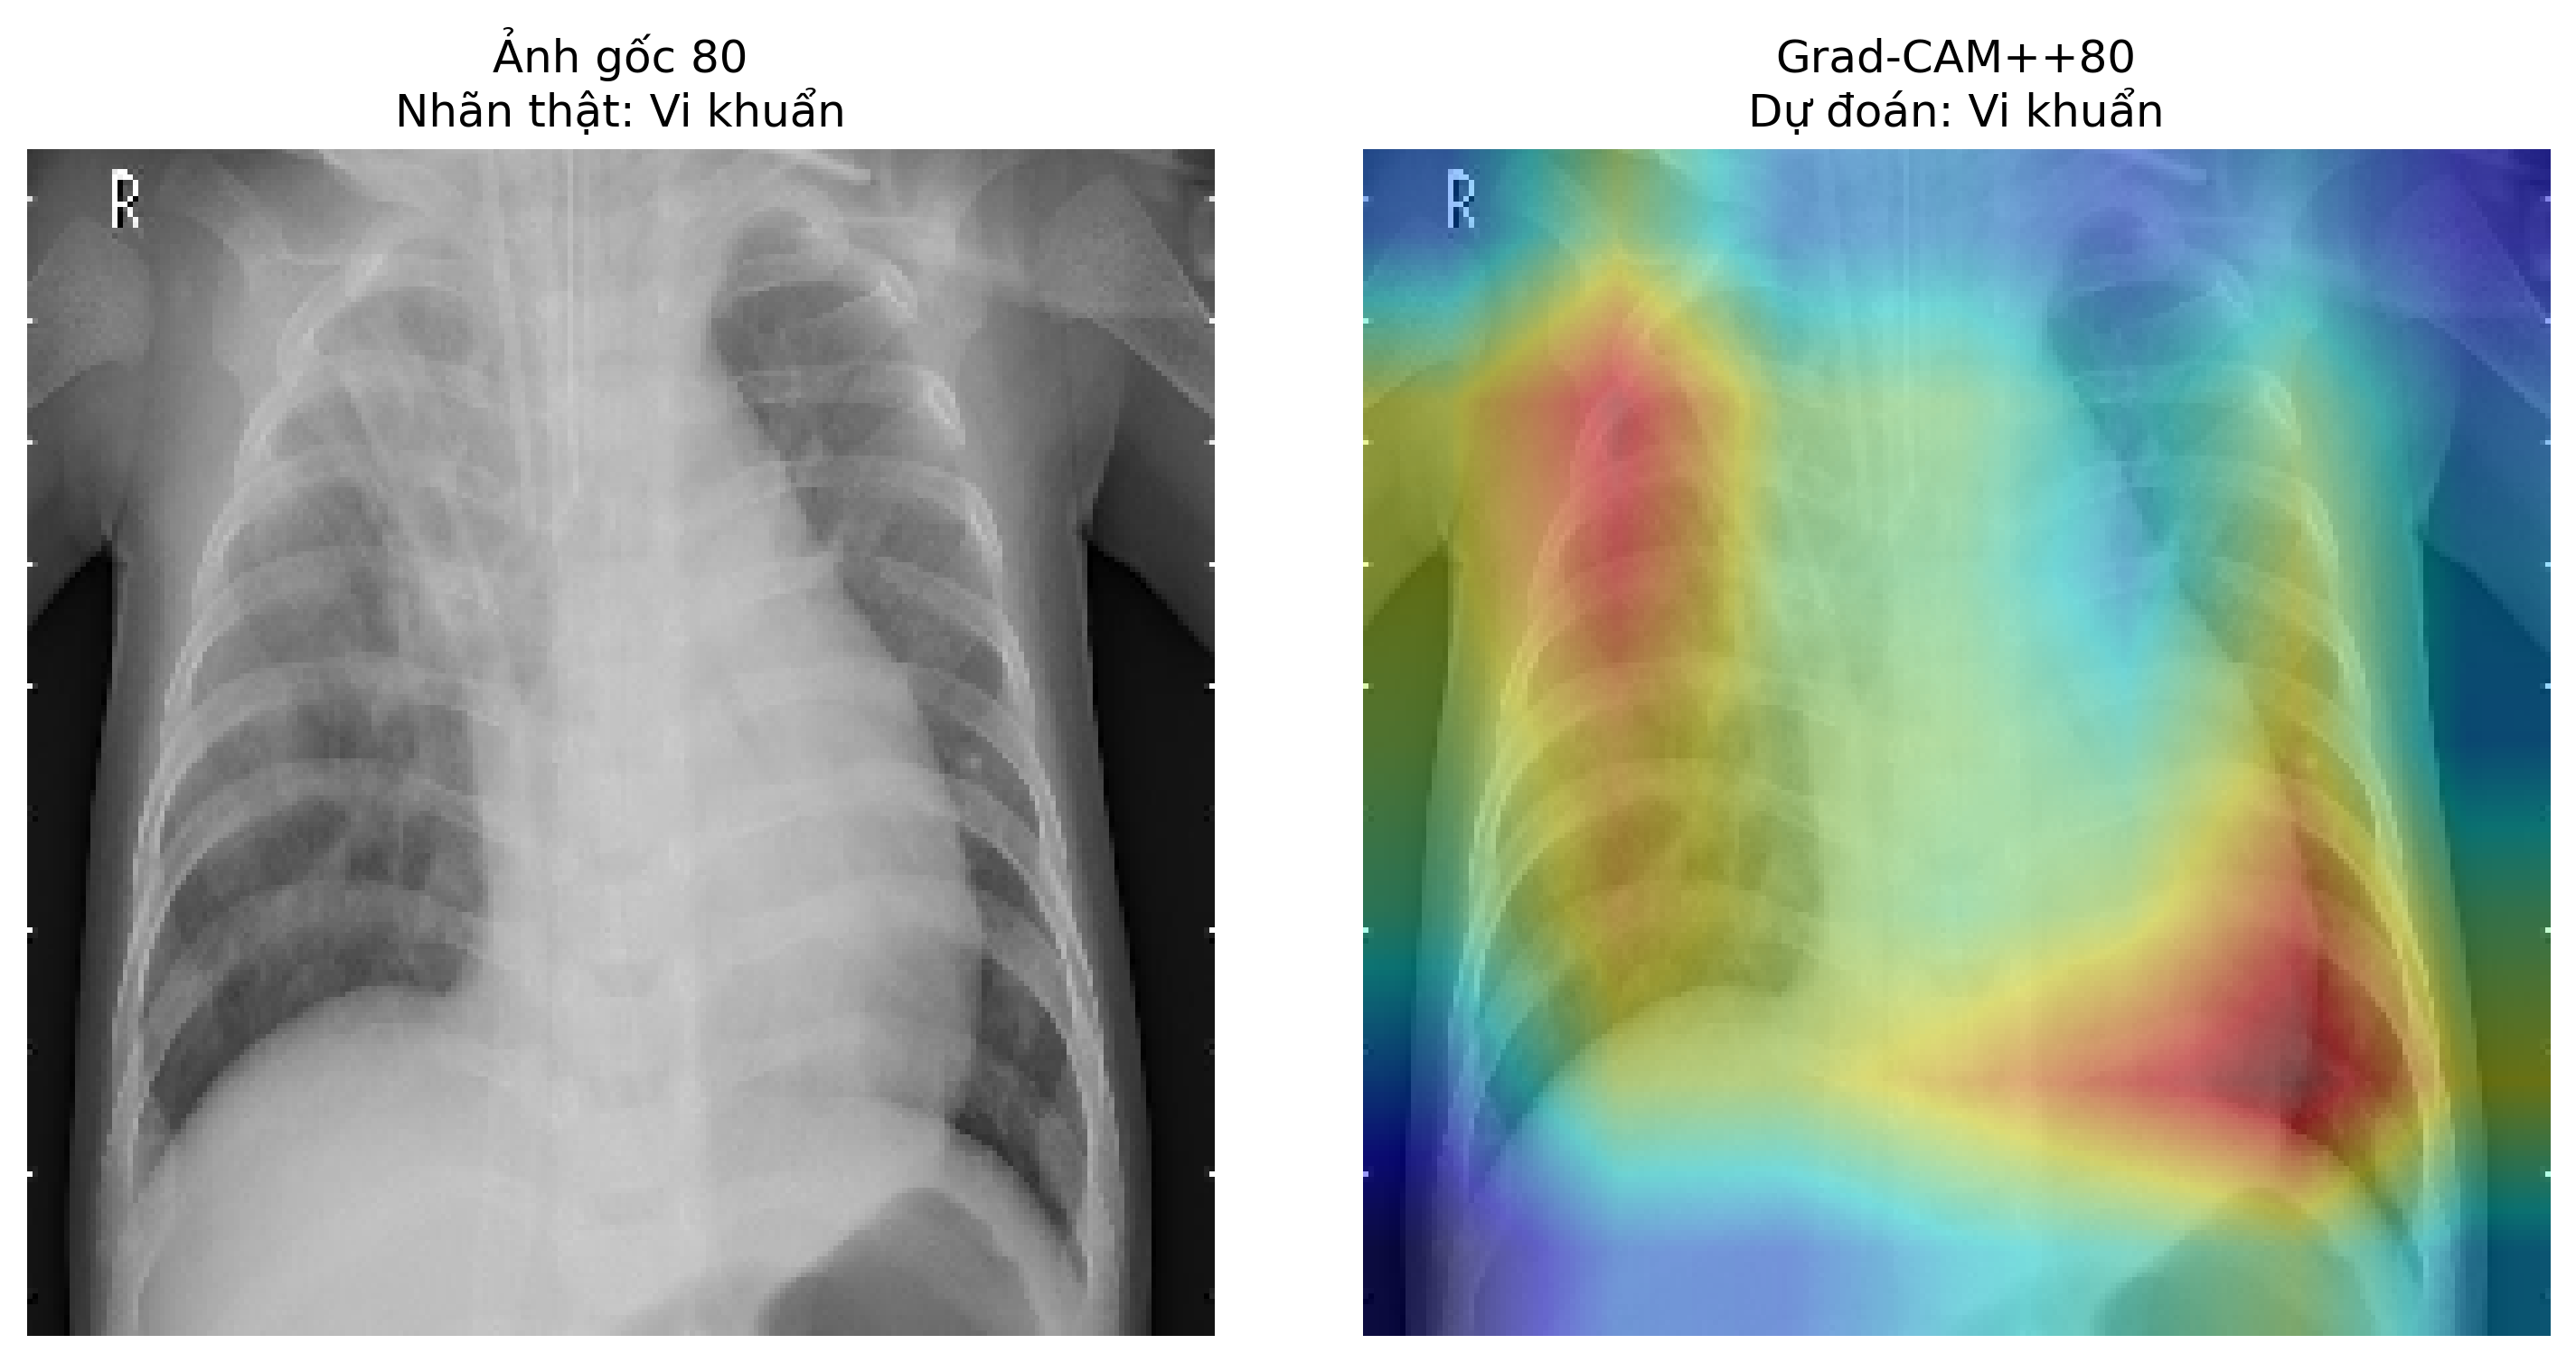 Ảnh gốc 80
Nhãn thật: Vi khuẩn
Grad-CAM++80
Dự đoán: Vi khuẩn
R
R